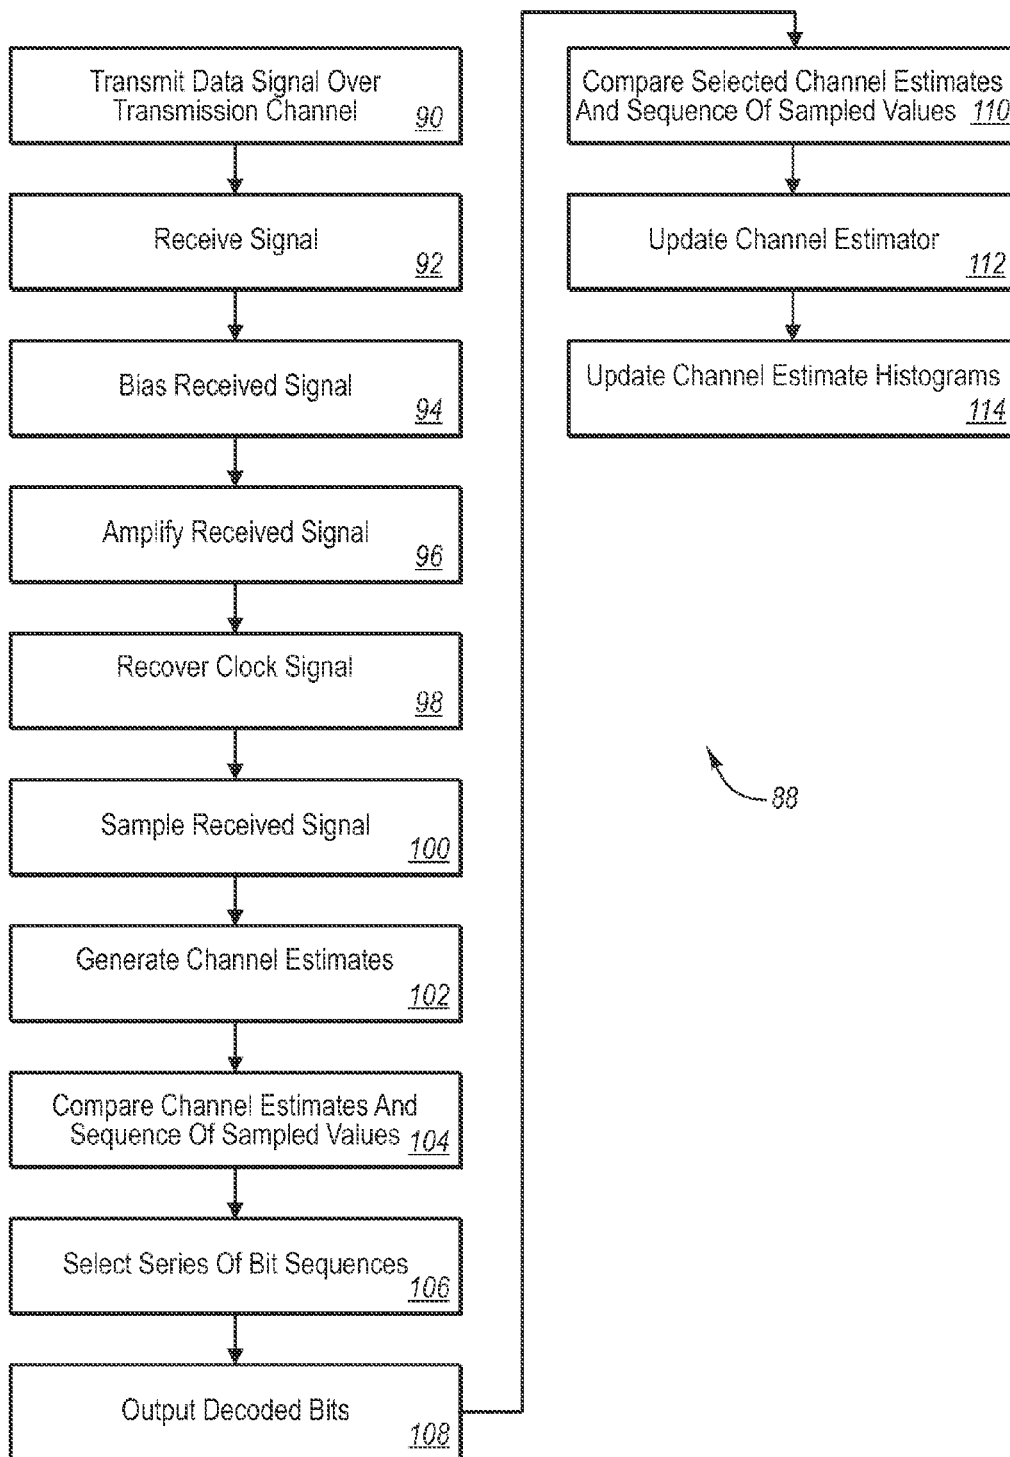 Transmit Data Signal Over
Transmission Channel 90
Receive Signal
92
Bias Received Signal
94
Amplify Received Signal
96
Recover Clock Signal
98
Sample Received Signal
100
Generate Channel Estimates
102
Compare Channel Estimates And
Sequence Of Sampled Values 104
Select Series Of Bit Sequences
106
Output Decoded Bits
108
Compare Selected Channel Estimates
And Sequence Of Sampled Values 110
Update Channel Estimator
112
Update Channel Estimate Histograms
114
88